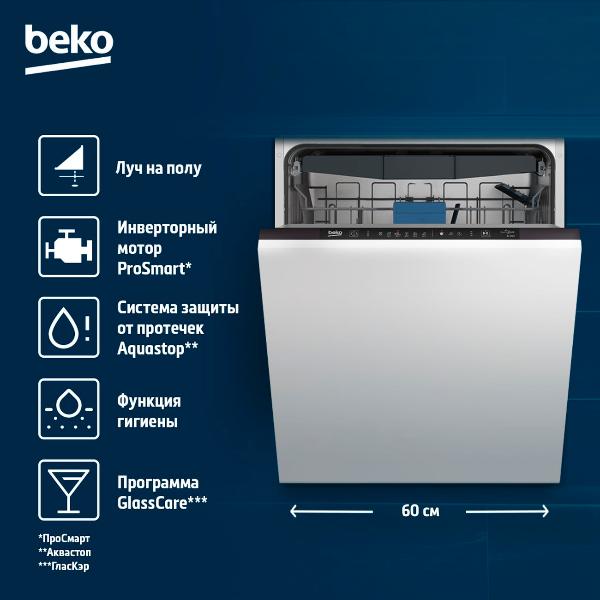 beko
Луч на полу
Инверторный
мотор
ProSmart*
Система защиты
от протечек
Aquastop**
Функция
гигиены
Программа
GlassCare***
*ПроСмарт
**Аквастоп
***ГласКэр
beko
60 см